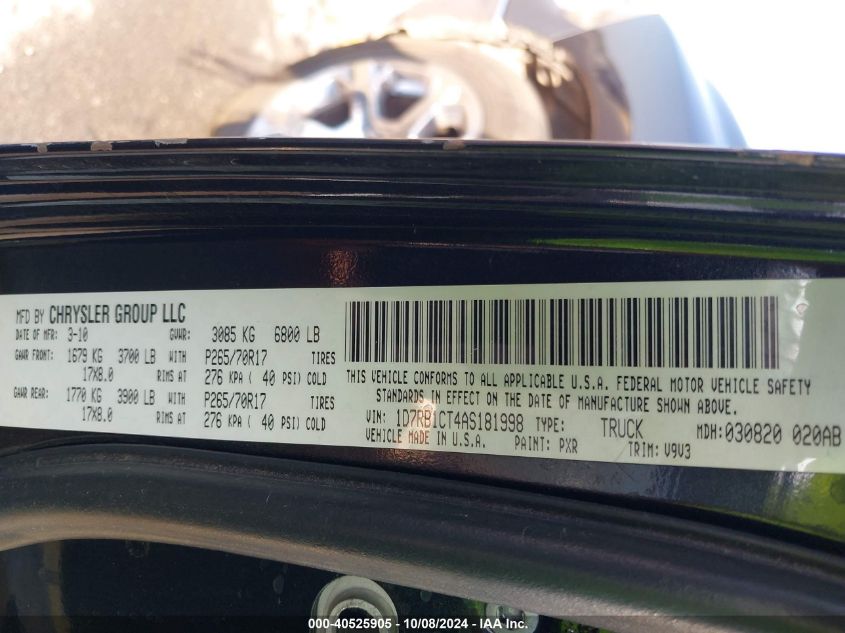 MFD BY CHRYSLER GROUP LLC
DATE OF MFR: 3-10 GVWR: 3085 KG 6800 LB
GAWR FRONT: 1679 KG 3700 LB WITH P265/70R17 TIRES
17X8.0 RIMS AT 276 KPA ( 40 PSI) COLD
GAWR REAR: 1770 KG 3900 LB WITH P265/70R17 TIRES
17X8.0 RIMS AT 276 KPA ( 40 PSI) COLD
THIS VEHICLE CONFORMS TO ALL APPLICABLE U.S.A. FEDERAL MOTOR VEHICLE SAFETY
STANDARDS IN EFFECT ON THE DATE OF MANUFACTURE SHOWN ABOVE.
VIN: 1D7RB1CT4AS181998 TYPE: TRUCK MDH:030820 020AB
VEHICLE MADE IN U.S.A. PAINT: PXR TRIM: V9V3
000-40525905 - 10/08/2024 - IAA Inc.